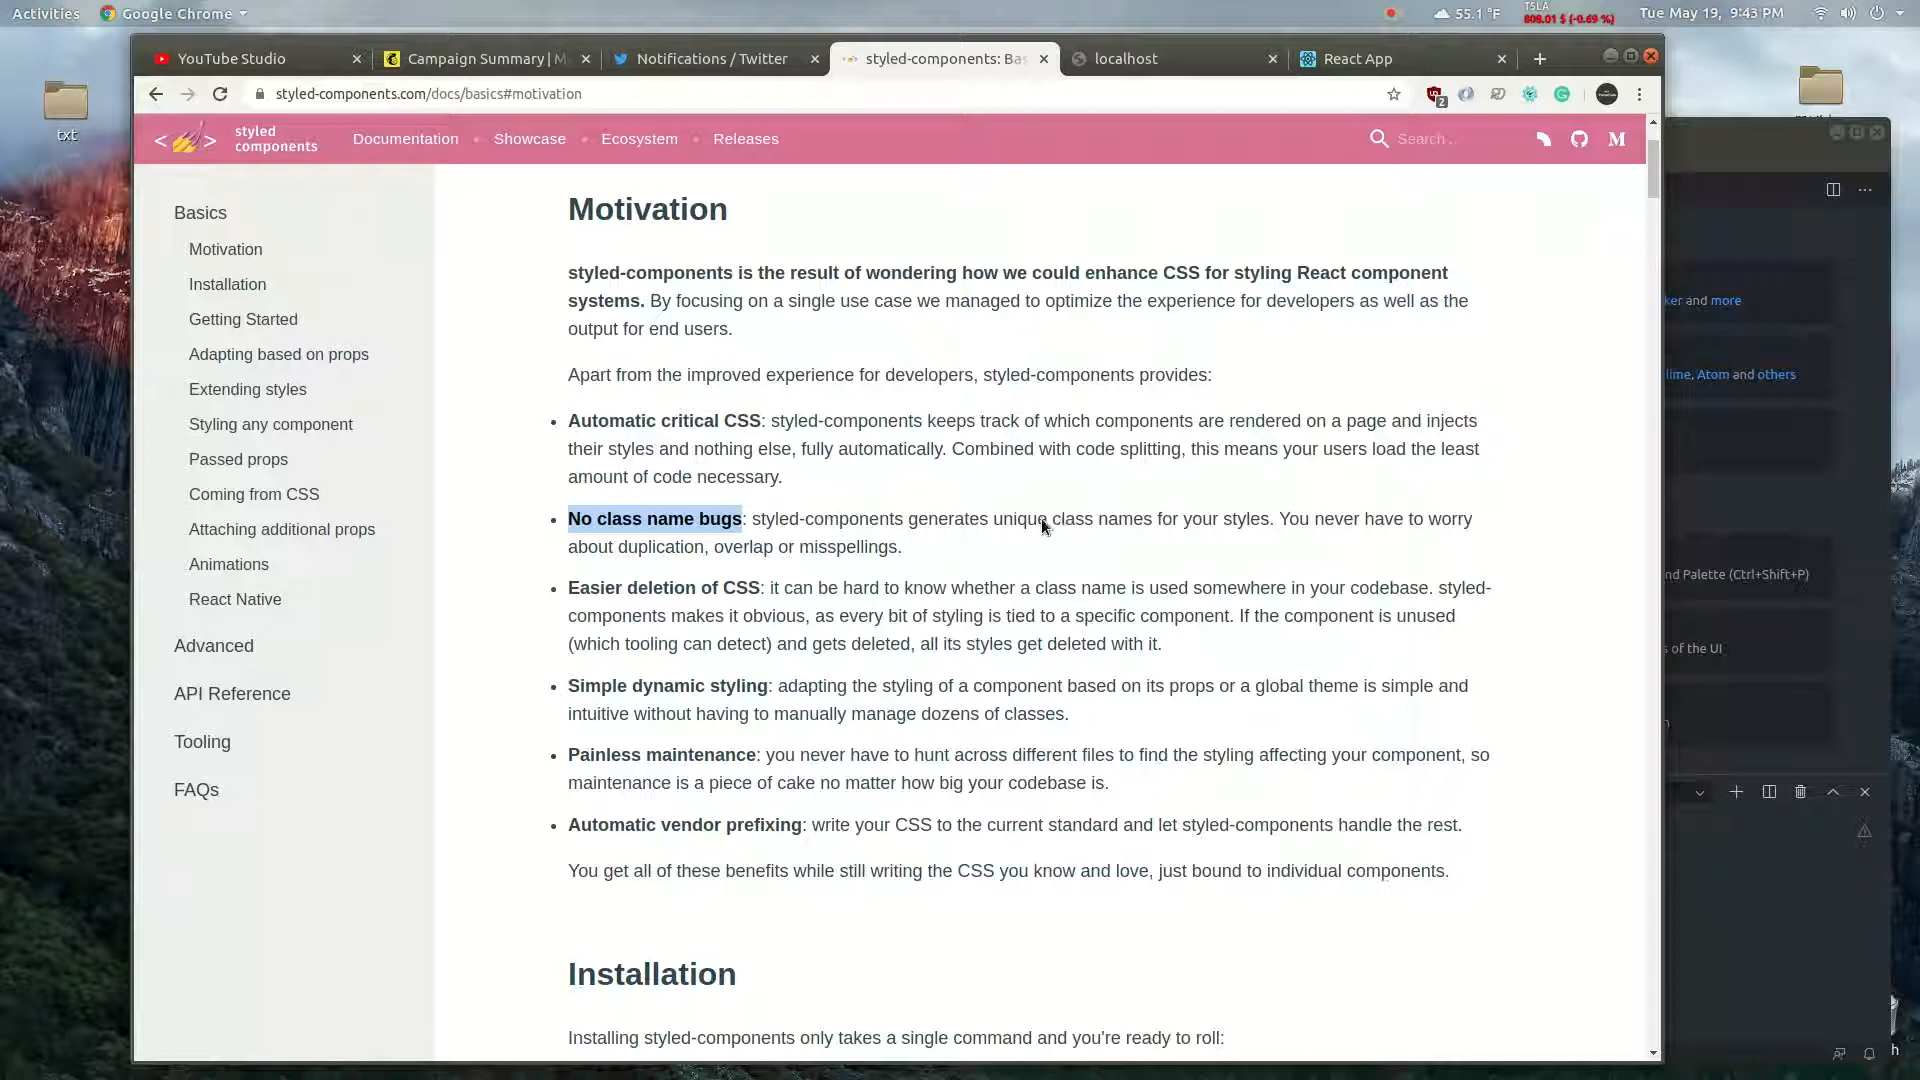 Activities
Google Chrome
55.1 °F
TSLA
808.01 $ (-0.69 %)
Tue May 19, 9:43 PM
YouTube Studio
Campaign Summary | M
Notifications / Twitter
styled-components: Bas
localhost
React App
styled-components.com/docs/basics#motivation
2
txt
styled
components
Documentation
Showcase
Ecosystem
Releases
Search ...
Basics
Motivation
Installation
Getting Started
Adapting based on props
Extending styles
Styling any component
Passed props
Coming from CSS
Attaching additional props
Animations
React Native
Advanced
API Reference
Tooling
FAQs
Motivation
styled-components is the result of wondering how we could enhance CSS for styling React component
systems. By focusing on a single use case we managed to optimize the experience for developers as well as the
output for end users.
Apart from the improved experience for developers, styled-components provides:
• Automatic critical CSS: styled-components keeps track of which components are rendered on a page and injects
their styles and nothing else, fully automatically. Combined with code splitting, this means your users load the least
amount of code necessary.
• No class name bugs: styled-components generates unique class names for your styles. You never have to worry
about duplication, overlap or misspellings.
• Easier deletion of CSS: it can be hard to know whether a class name is used somewhere in your codebase. styled-
components makes it obvious, as every bit of styling is tied to a specific component. If the component is unused
(which tooling can detect) and gets deleted, all its styles get deleted with it.
• Simple dynamic styling: adapting the styling of a component based on its props or a global theme is simple and
intuitive without having to manually manage dozens of classes.
• Painless maintenance: you never have to hunt across different files to find the styling affecting your component, so
maintenance is a piece of cake no matter how big your codebase is.
• Automatic vendor prefixing: write your CSS to the current standard and let styled-components handle the rest.
You get all of these benefits while still writing the CSS you know and love, just bound to individual components.
Installation
Installing styled-components only takes a single command and you're ready to roll:
ker and more
lime, Atom and others
nd Palette (Ctrl+Shift+P)
s of the UI
h